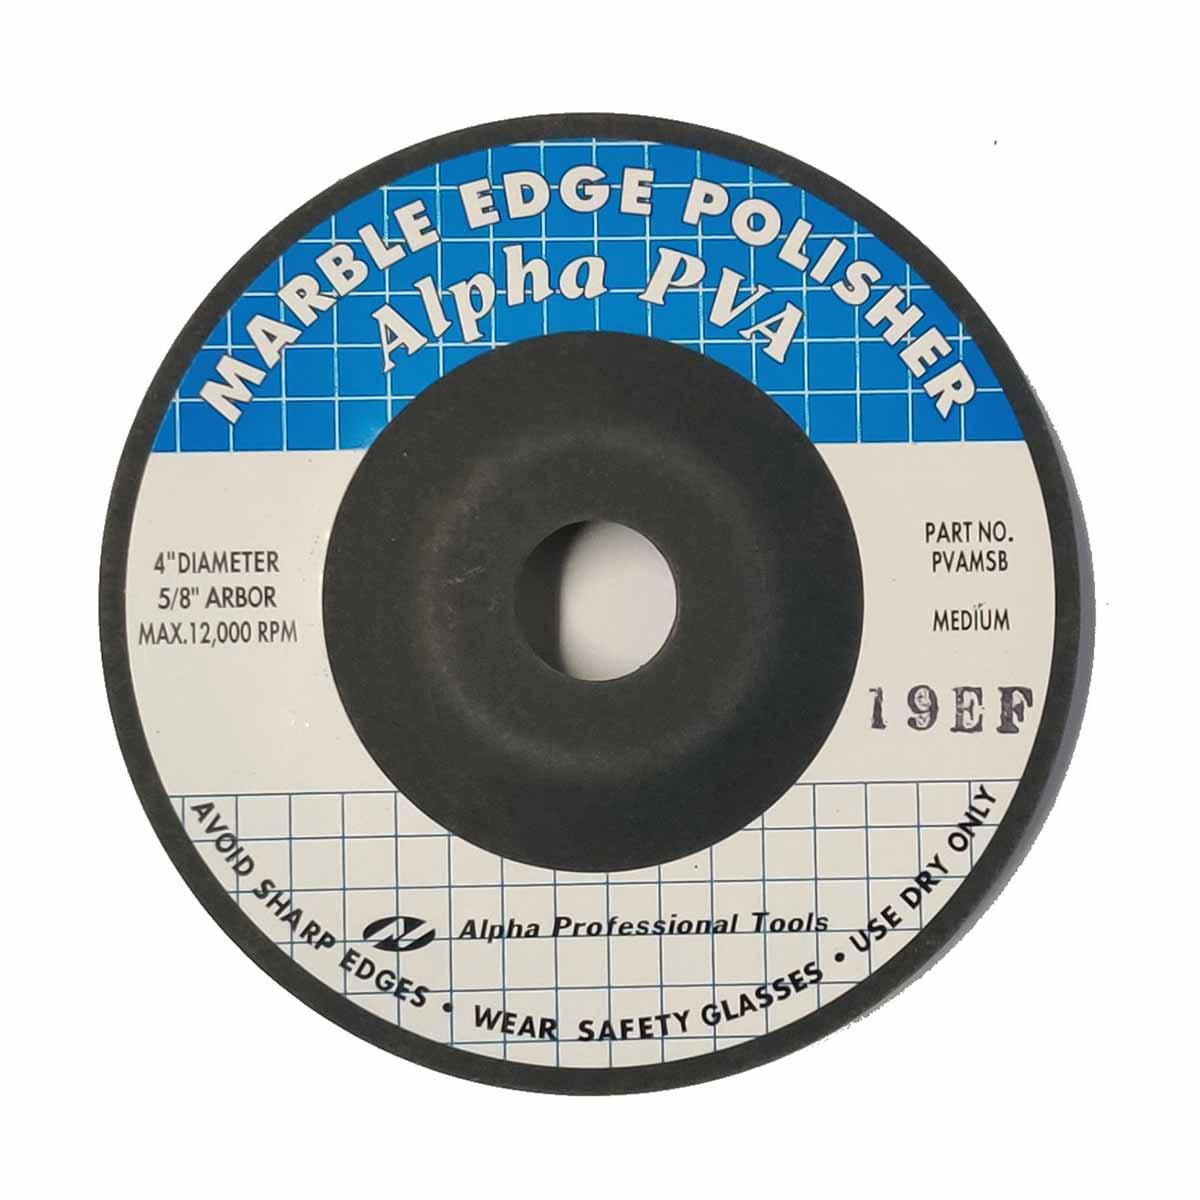 MARBLE EDGE POLISHER
Alpha PVA
4" DIAMETER
5/8" ARBOR
MAX.12,000 RPM
PART NO.
PVAMSB
MEDIUM
19EF
Alpha Professional Tools
AVOID SHARP EDGES • WEAR SAFETY GLASSES • USE DRY ONLY